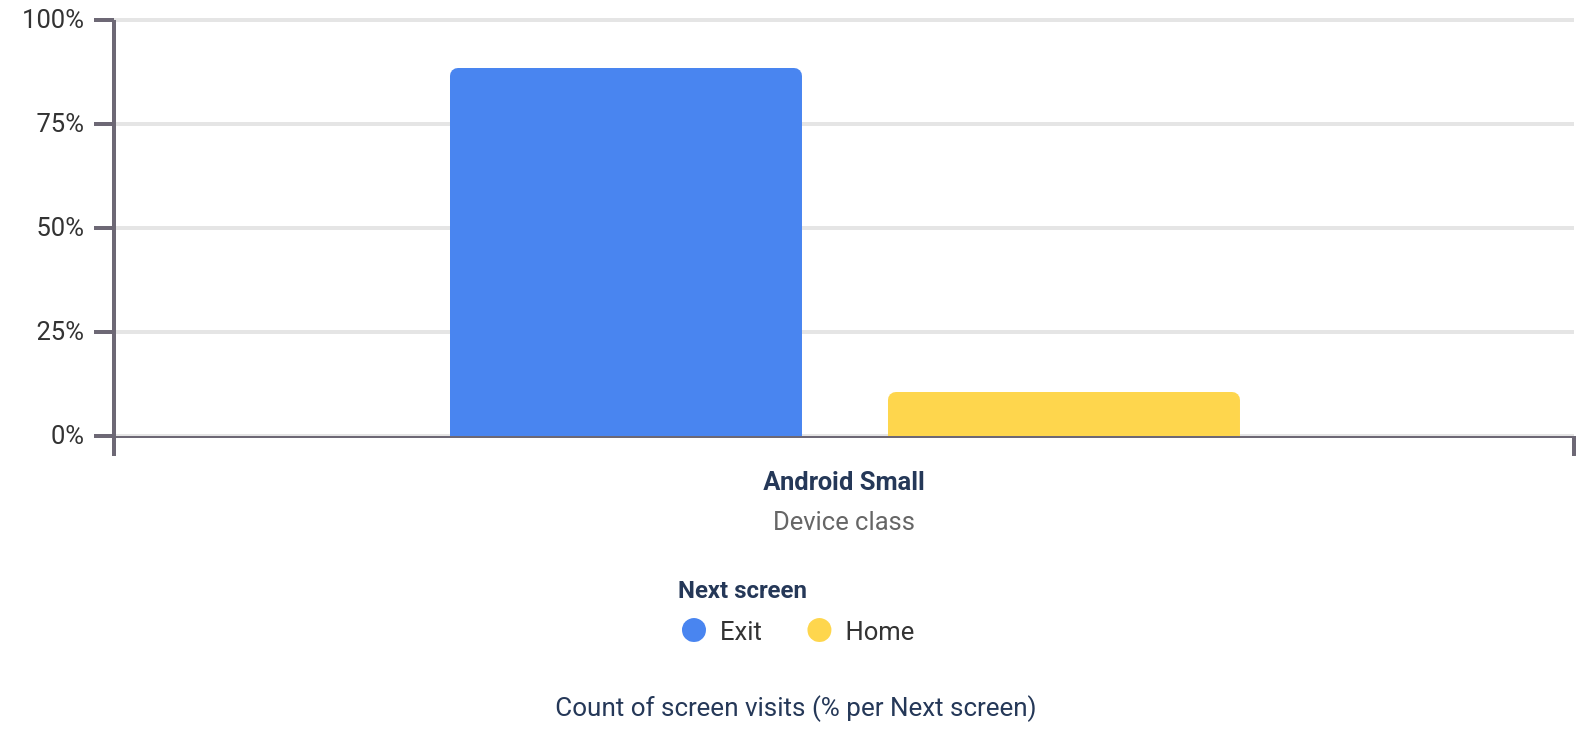 100%
75%
50%
25%
0%
Android Small
Device class
Next screen
Exit Home
Count of screen visits (% per Next screen)